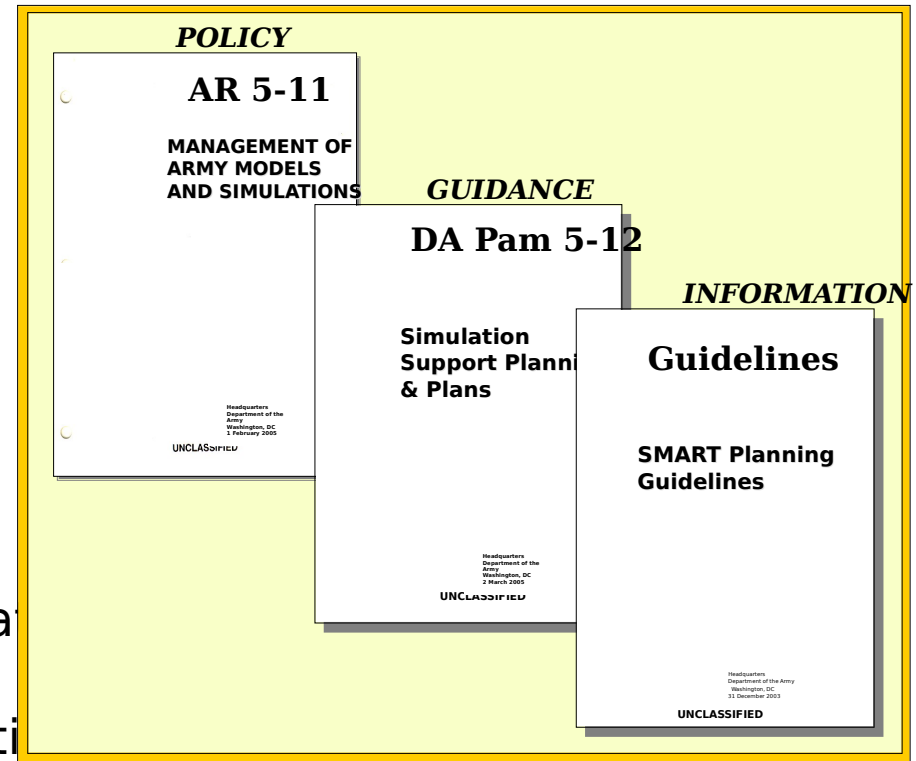 POLICY
AR 5-11
MANAGEMENT OF
ARMY MODELS
AND SIMULATIONS
Headquarters
Department of the
Army
Washington, DC
1 February 2005
UNCLASSIFIED
GUIDANCE
DA Pam 5-12
Simulation
Support Planni
& Plans
Headquarters
Department of the
Army
Washington, DC
2 March 2005
UNCLASSIFIED
INFORMATION
Guidelines
SMART Planning
Guidelines
Headquarters
Department of the Army
Washington, DC
31 December 2003
UNCLASSIFIED